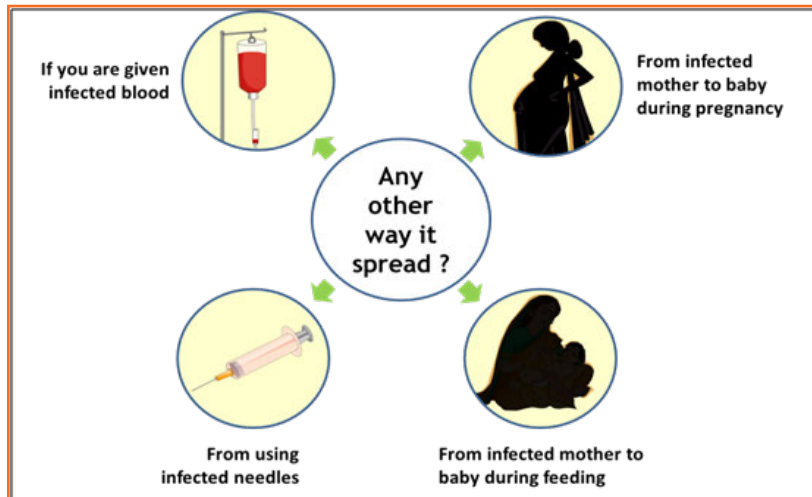 If you are given
infected blood
From infected
mother to baby
during pregnancy
Any
other
way it
spread ?
From using
infected needles
From infected mother to
baby during feeding